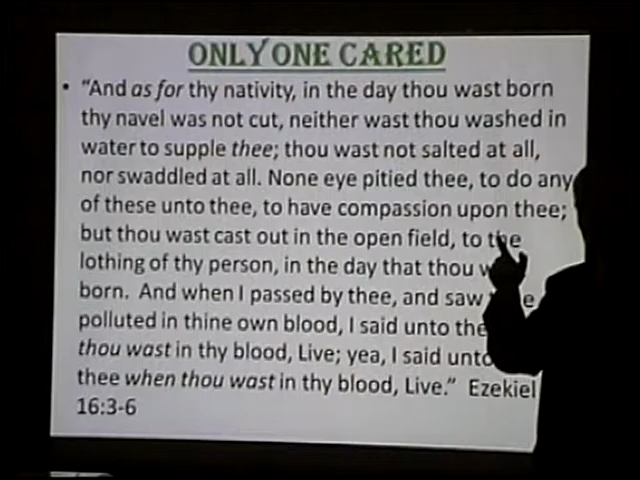 ONLY ONE CARED
• “And as for thy nativity, in the day thou wast born
thy navel was not cut, neither wast thou washed in
water to supple thee; thou wast not salted at all,
nor swaddled at all. None eye pitied thee, to do any
of these unto thee, to have compassion upon thee;
but thou wast cast out in the open field, to the
lothing of thy person, in the day that thou
born. And when I passed by thee, and saw
polluted in thine own blood, I said unto
thou wast in thy blood, Live; yea, I said
thee when thou wast in thy blood, Live.” Ezekiel
16:3-6